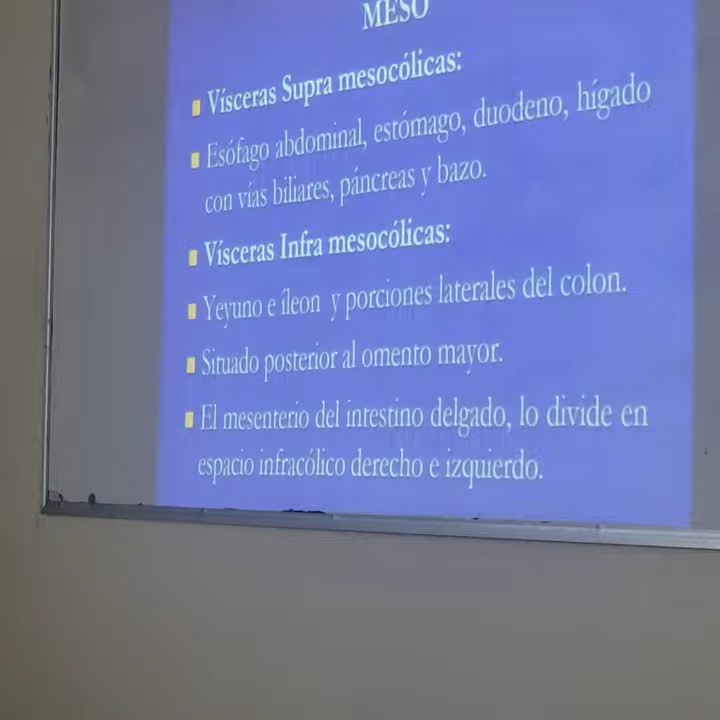 MESO
Vísceras Supra mesocólicas:
Esófago abdominal, estómago, duodeno, hígado
con vías biliares, páncreas y bazo.
Vísceras Infra mesocólicas:
Yeyuno e íleon y porciones laterales del colon.
Situado posterior al omento mayor.
El mesenterio del intestino delgado, lo divide en
espacio infracólico derecho e izquierdo.